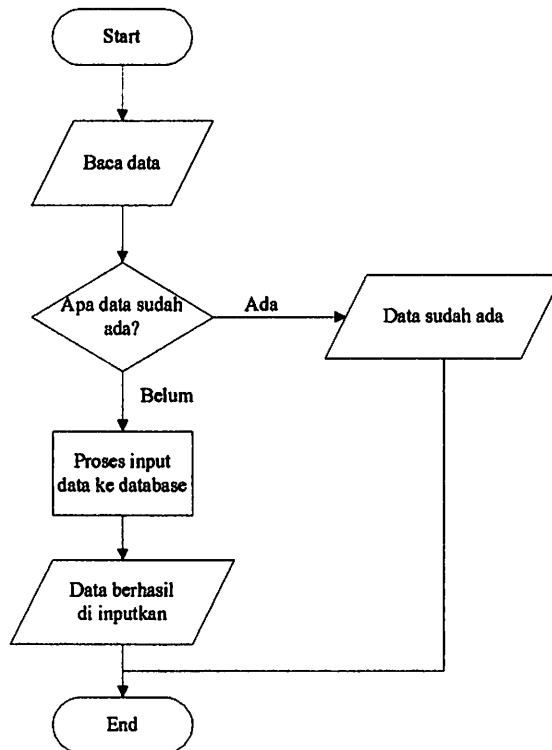 Start
Baca data
Apa data sudah
ada?
Ada
Data sudah ada
Belum
Proses input
data ke database
Data berhasil
di inputkan
End